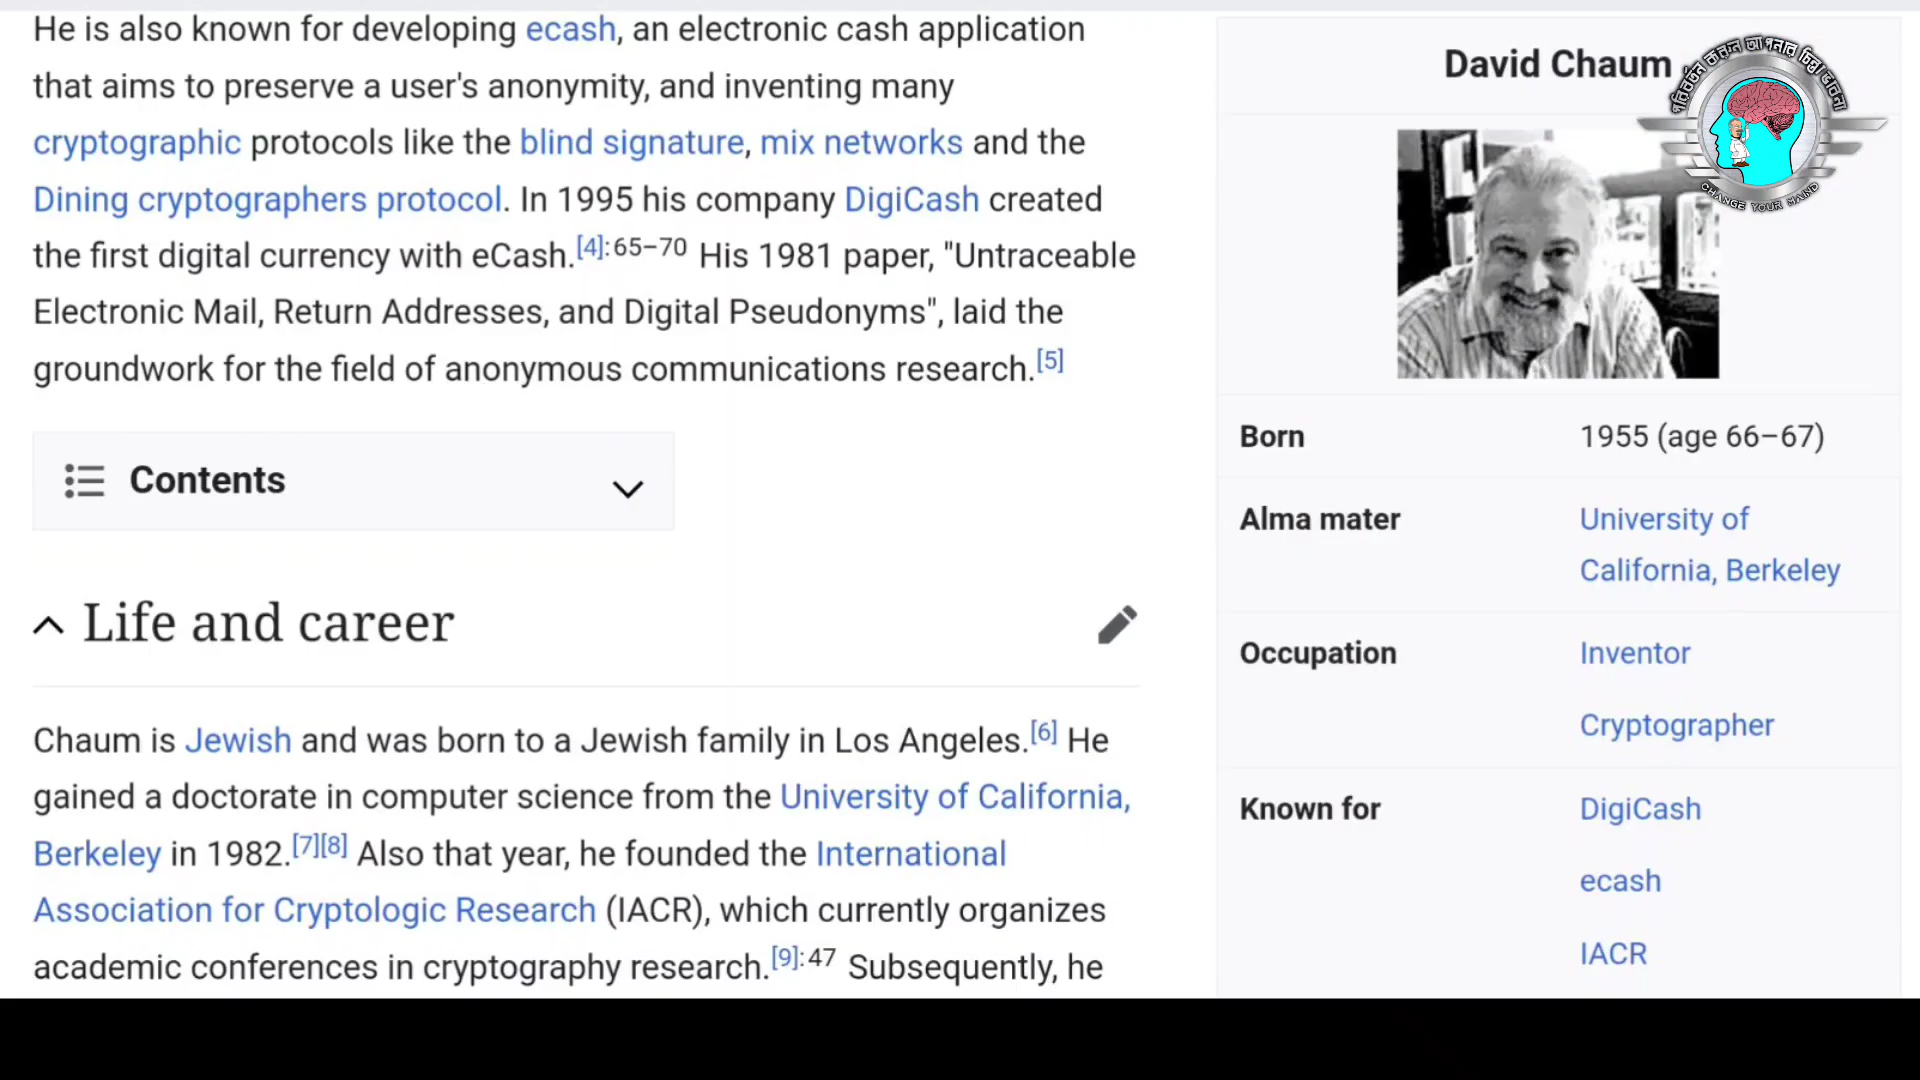 He is also known for developing ecash, an electronic cash application
that aims to preserve a user's anonymity, and inventing many
cryptographic protocols like the blind signature, mix networks and the
Dining cryptographers protocol. In 1995 his company DigiCash created
the first digital currency with eCash.[4]:65–70 His 1981 paper, "Untraceable
Electronic Mail, Return Addresses, and Digital Pseudonyms", laid the
groundwork for the field of anonymous communications research.[5]
Contents
Life and career
Chaum is Jewish and was born to a Jewish family in Los Angeles.[6] He
gained a doctorate in computer science from the University of California,
Berkeley in 1982.[7][8] Also that year, he founded the International
Association for Cryptologic Research (IACR), which currently organizes
academic conferences in cryptography research.[9]:47 Subsequently, he
David Chaum
Born 1955 (age 66–67)
Alma mater University of
California, Berkeley
Occupation Inventor
Cryptographer
Known for DigiCash
ecash
IACR
পরিবর্তন করুন আপনার চিন্তা ভাবনা
CHANGE YOUR MAIND